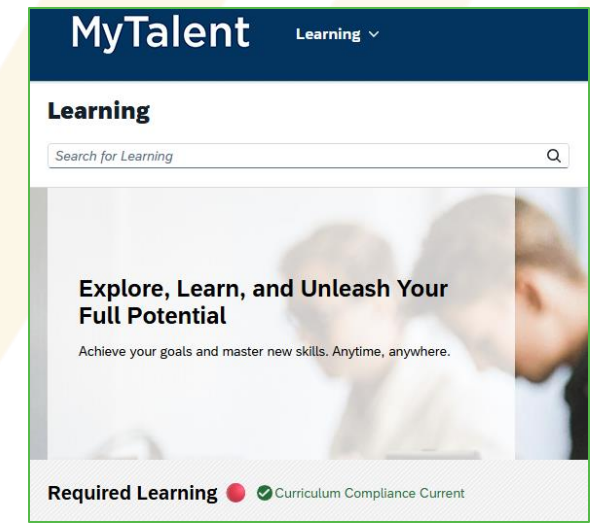 MyTalent
Learning
Learning
Search for Learning
Explore, Learn, and Unleash Your
Full Potential
Achieve your goals and master new skills. Anytime, anywhere.
Required Learning
Curriculum Compliance Current